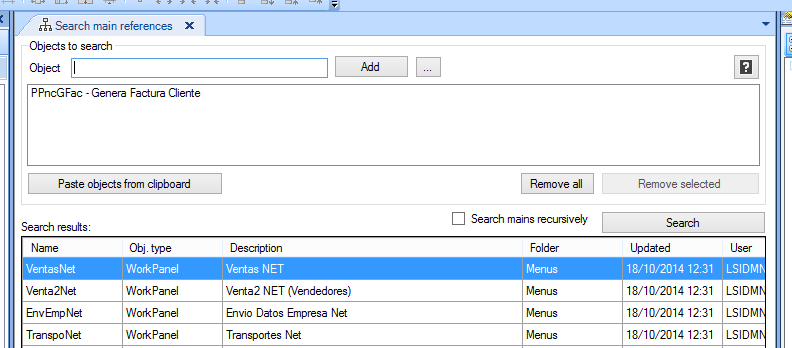 Search main references
Objects to search
Object Add ... ?
PPncGFac - Genera Factura Cliente
Paste objects from clipboard Remove all Remove selected
Search results: Search mains recursively Search
Name Obj. type Description Folder Updated User
VentasNet WorkPanel Ventas NET Menus 18/10/2014 12:31 LSIDMN
Venta2Net WorkPanel Venta2 NET (Vendedores) Menus 18/10/2014 12:31 LSIDMN
EnvEmpNet WorkPanel Envio Datos Empresa Net Menus 18/10/2014 12:31 LSIDMN
TranspoNet WorkPanel Transportes Net Menus 18/10/2014 12:31 LSIDMN